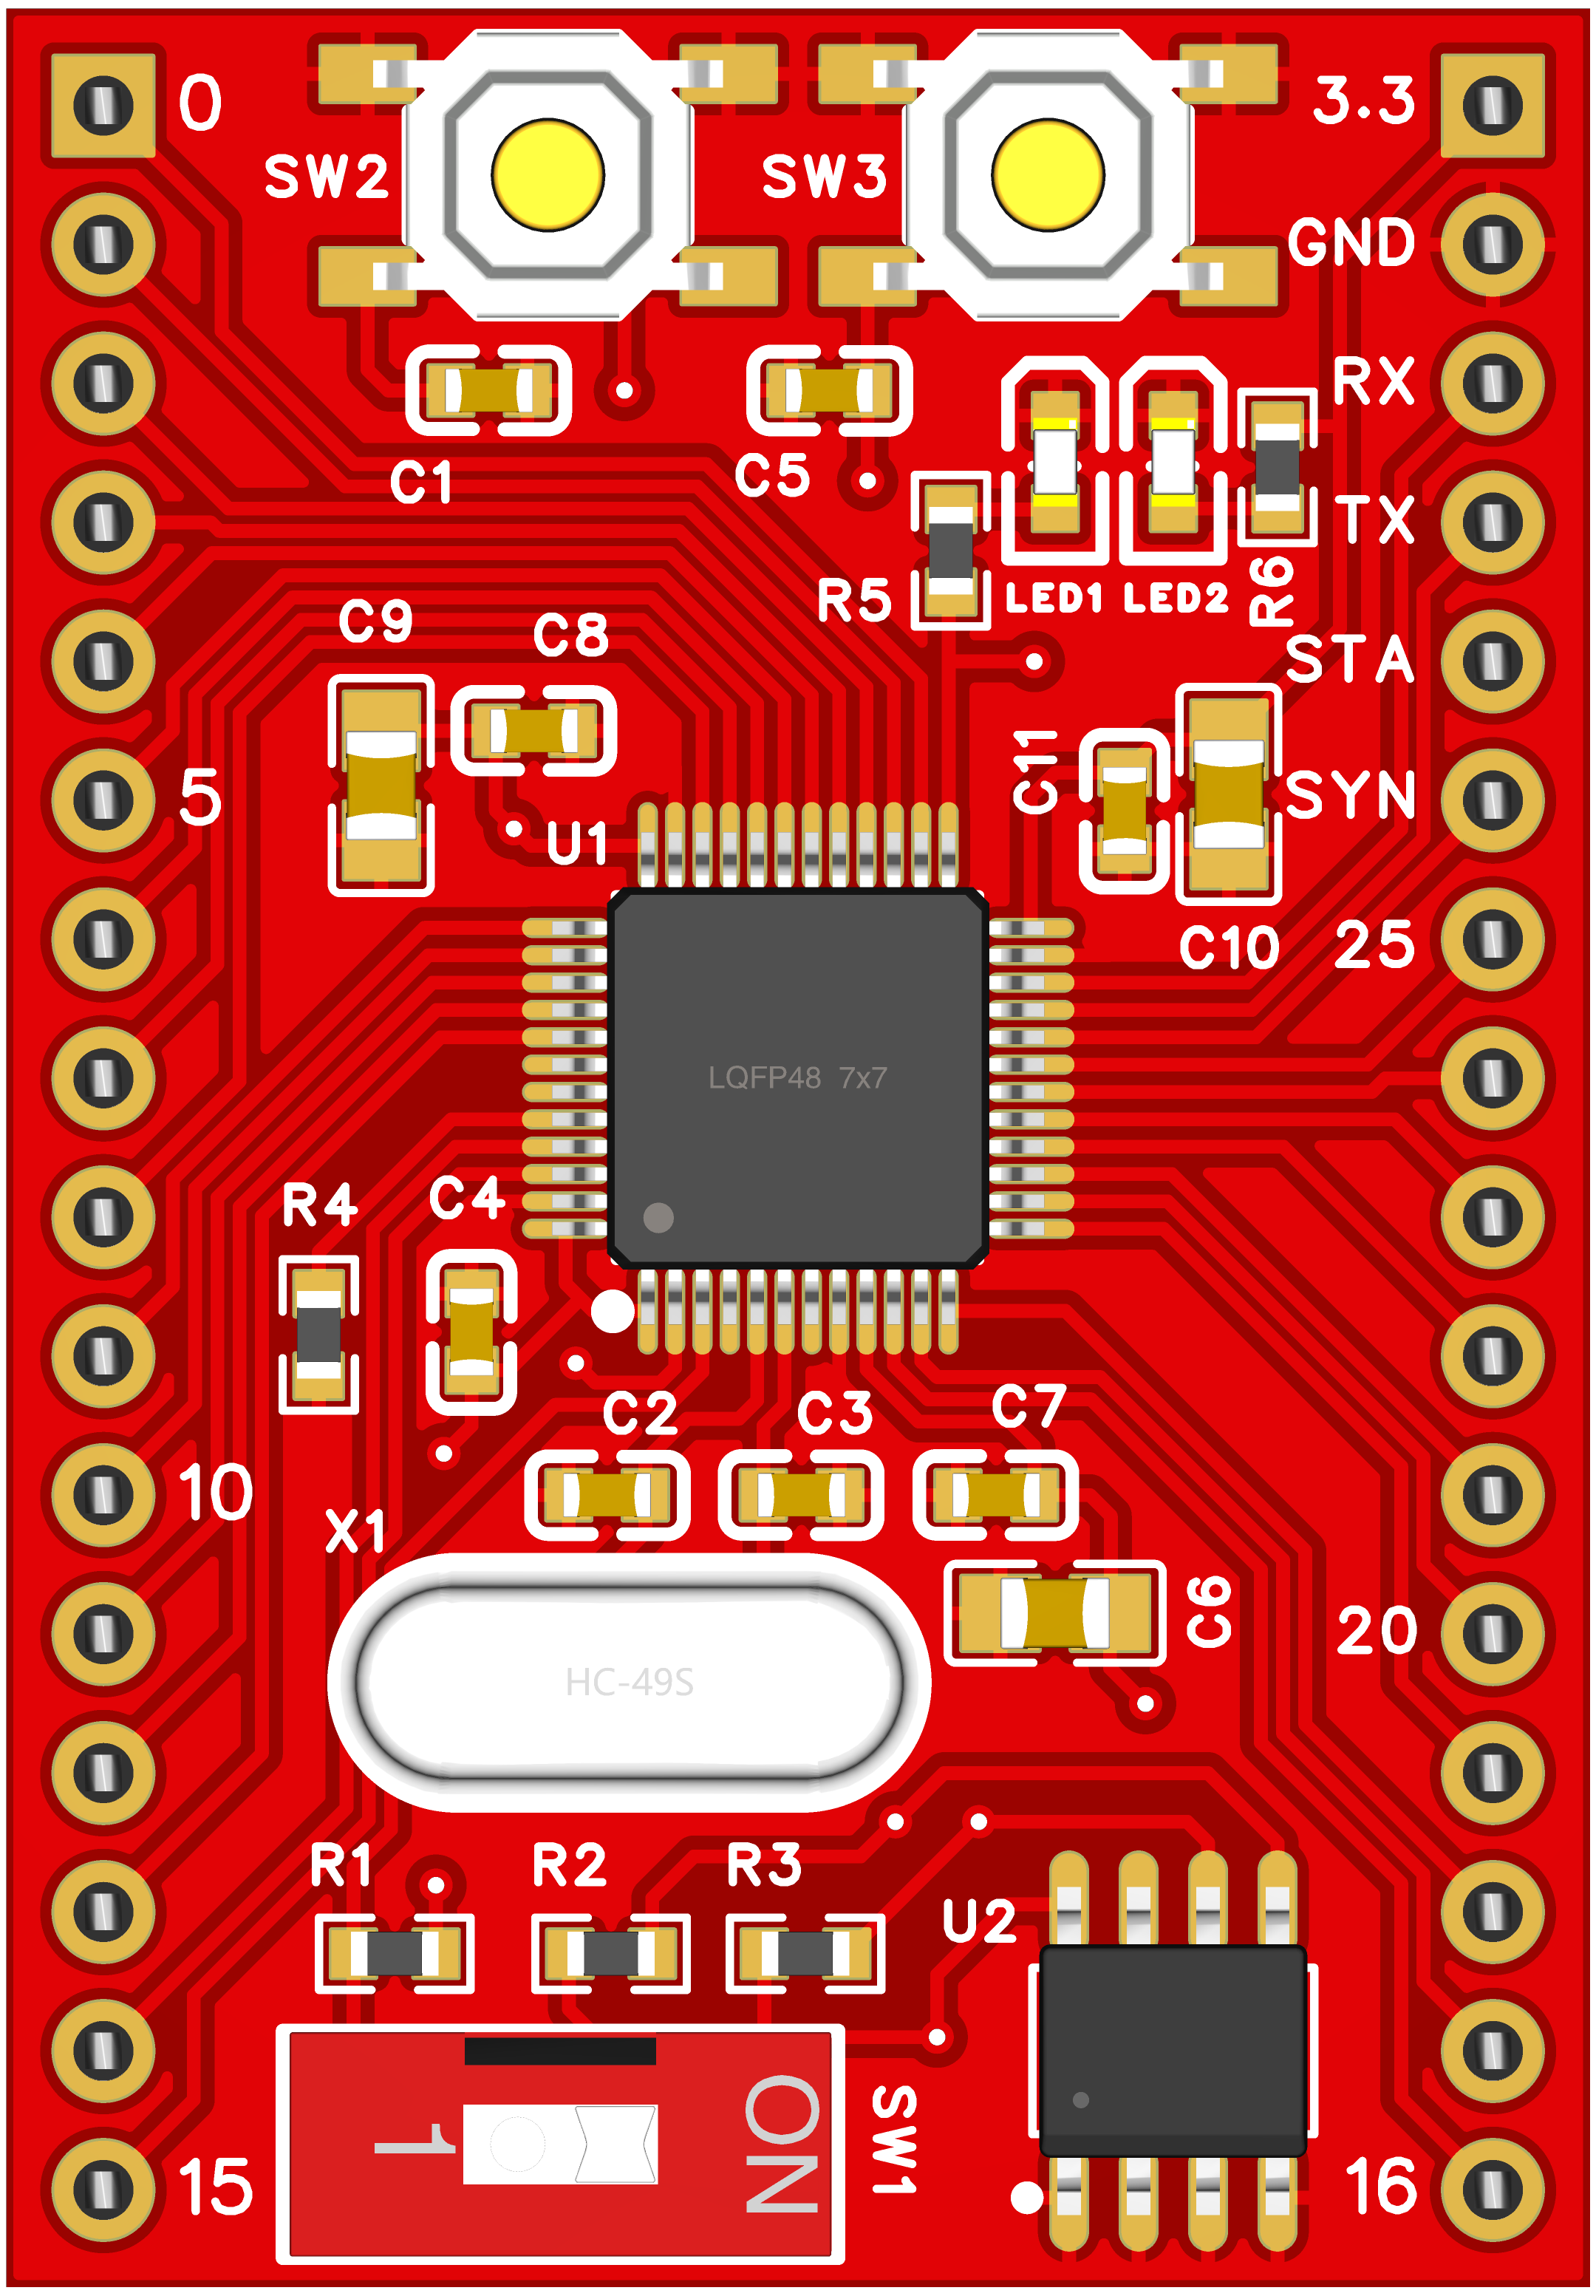 0
3.3
SW2
SW3
GND
RX
C1
C5
TX
R5
LED1
LED2
R6
C9
C8
STA
C11
5
SYN
U1
C10
25
LQFP48 7x7
R4
C4
C2
C3
C7
10
X1
C6
20
HC-49S
R1
R2
R3
U2
1
ON
SW1
15
16